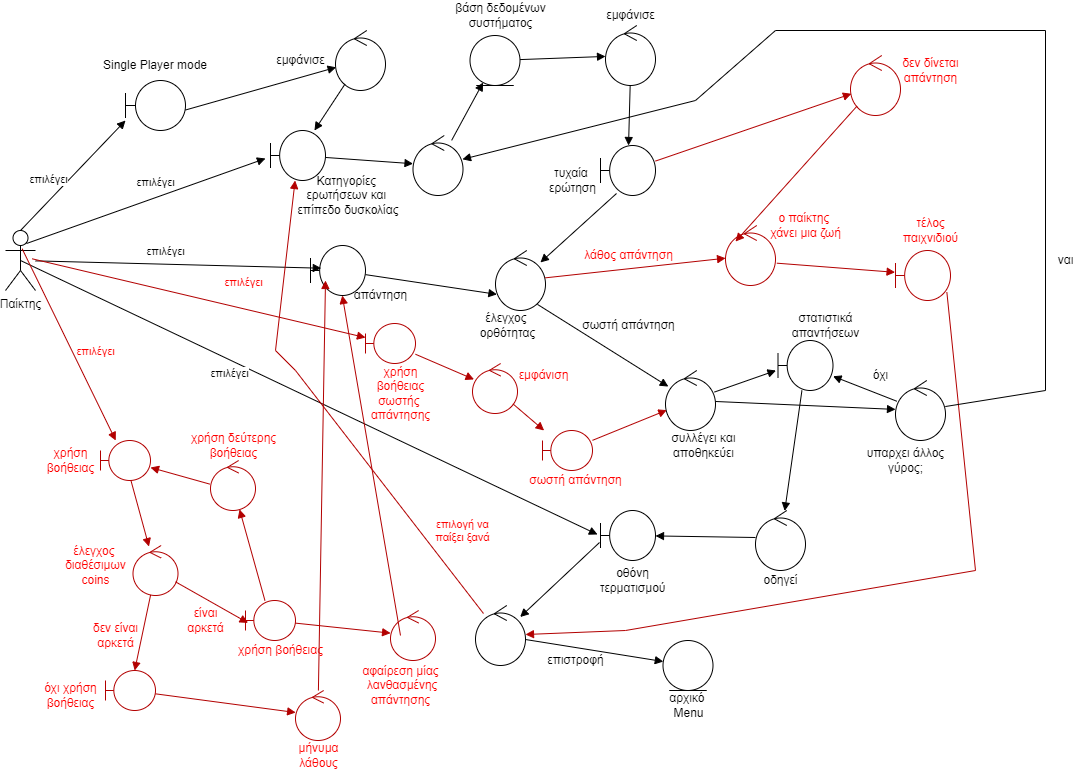 βάση δεδομένων
συστήματος
εμφάνισε
Single Player mode
εμφάνισε
δεν δίνεται
απάντηση
επιλέγει
επιλέγει
Κατηγορίες
ερωτήσεων και
επίπεδο δυσκολίας
τυχαία
ερώτηση
ο παίκτης
χάνει μια ζωή
τέλος
παιχνιδιού
επιλέγει
λάθος απάντηση
ναι
επιλέγει
απάντηση
Παίκτης
έλεγχος
ορθότητας
σωστή απάντηση
στατιστικά
απαντήσεων
επιλέγει
επιλέγει
χρήση
βοήθειας
σωστής
απάντησης
εμφάνιση
όχι
χρήση δεύτερης
βοήθειας
συλλέγει και
αποθηκεύει
χρήση
βοήθειας
υπαρχει άλλος
γύρος;
σωστή απάντηση
επιλογή να
παίξει ξανά
έλεγχος
διαθέσιμων
coins
οθόνη
τερματισμού
οδηγεί
είναι
αρκετά
δεν είναι
αρκετά
χρήση βοήθειας
επιστροφή
αφαίρεση μίας
λανθασμένης
απάντησης
όχι χρήση
βοήθειας
αρχικό
Menu
μήνυμα
λάθους